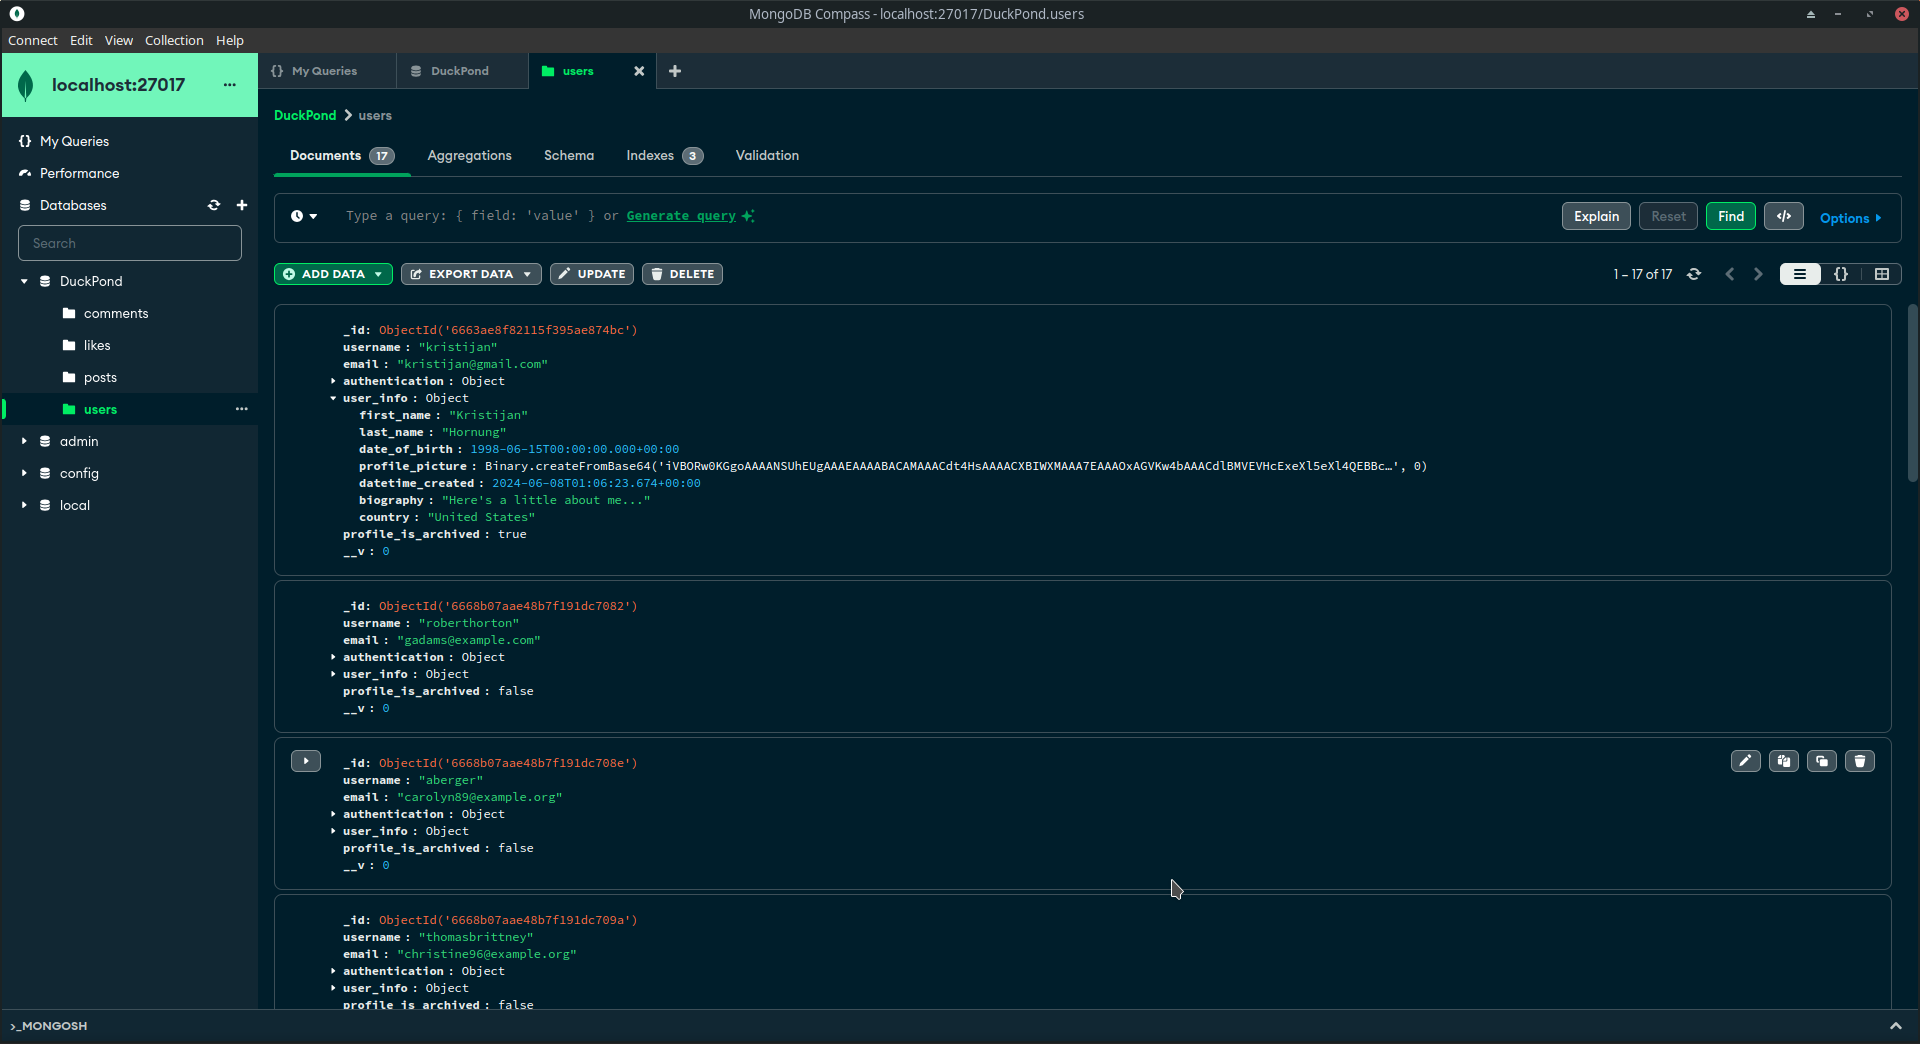 MongoDB Compass - localhost:27017/DuckPond.users
Connect Edit View Collection Help
localhost:27017 ...
{} My Queries
DuckPond
users
My Queries
Performance
Databases
Search
DuckPond
comments
likes
posts
users ...
admin
config
local
DuckPond > users
Documents 17 Aggregations Schema Indexes 3 Validation
Type a query: { field: 'value' } or Generate query
Explain Reset Find </> Options
ADD DATA EXPORT DATA UPDATE DELETE
1 – 17 of 17 {}
_id: ObjectId('6663ae8f82115f395ae874bc')
username : "kristijan"
email : "kristijan@gmail.com"
authentication : Object
user_info : Object
first_name : "Kristijan"
last_name : "Hornung"
date_of_birth : 1998-06-15T00:00:00.000+00:00
profile_picture : Binary.createFromBase64('iVBORw0KGgoAAAANSUhEUgAAAEAAAABACAMAAACdt4HsAAAACXBIWXMAAA7EAAAOxAGVKw4bAAACdlBMVEVHcExeXl5eXl4QEBBc…', 0)
datetime_created : 2024-06-08T01:06:23.674+00:00
biography : "Here's a little about me..."
country : "United States"
profile_is_archived : true
__v : 0
_id: ObjectId('6668b07aae48b7f191dc7082')
username : "roberthorton"
email : "gadams@example.com"
authentication : Object
user_info : Object
profile_is_archived : false
__v : 0
_id: ObjectId('6668b07aae48b7f191dc708e')
username : "aberger"
email : "carolyn89@example.org"
authentication : Object
user_info : Object
profile_is_archived : false
__v : 0
_id: ObjectId('6668b07aae48b7f191dc709a')
username : "thomasbrittney"
email : "christine96@example.org"
authentication : Object
user_info : Object
profile_is_archived : false
>_MONGOSH